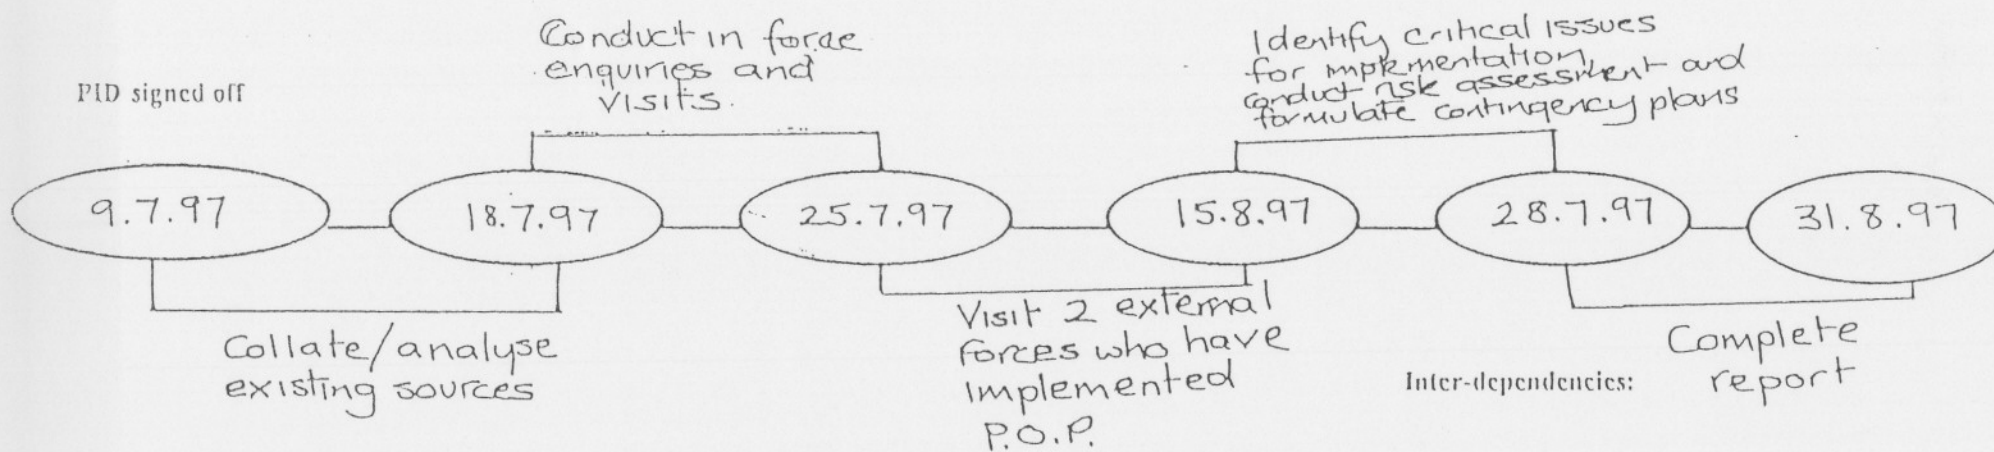 PID signed off
Conduct in force
enquiries and
visits.
Identify critical issues
for implementation,
conduct risk assessment and
formulate contingency plans
9.7.97
18.7.97
25.7.97
15.8.97
28.7.97
31.8.97
Collate/analyse
existing sources
Visit 2 external
forces who have
implemented
P.O.P.
Inter-dependencies:
Complete
report